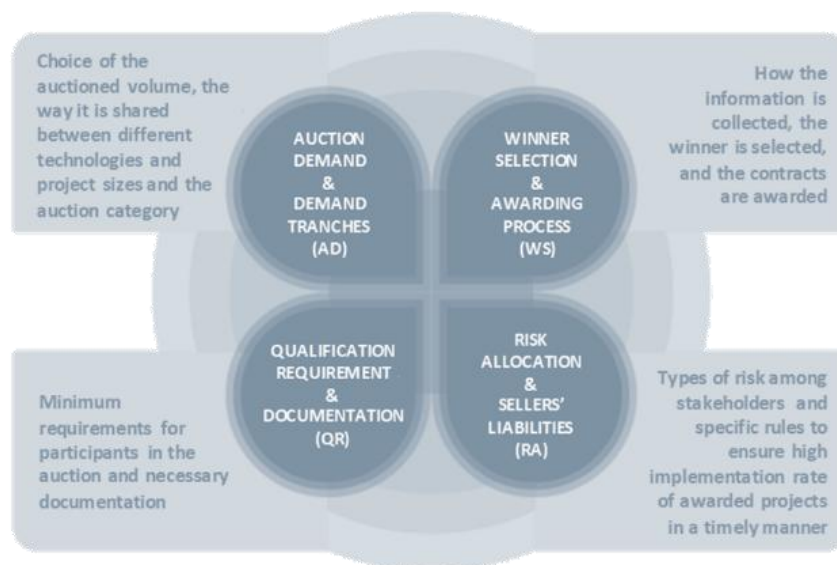 Choice of the
auctioned volume, the
way it is shared
between different
technologies and
project sizes and the
auction category
AUCTION
DEMAND
&
DEMAND
TRANCHES
(AD)
WINNER
SELECTION
&
AWARDING
PROCESS
(WS)
How the
information is
collected, the
winner is selected,
and the contracts
are awarded
Minimum
requirements for
participants in the
auction and necessary
documentation
QUALIFICATION
REQUIREMENT
&
DOCUMENTATION
(QR)
RISK
ALLOCATION
&
SELLERS’
LIABILITIES
(RA)
Types of risk among
stakeholders and
specific rules to
ensure high
implementation rate
of awarded projects
in a timely manner